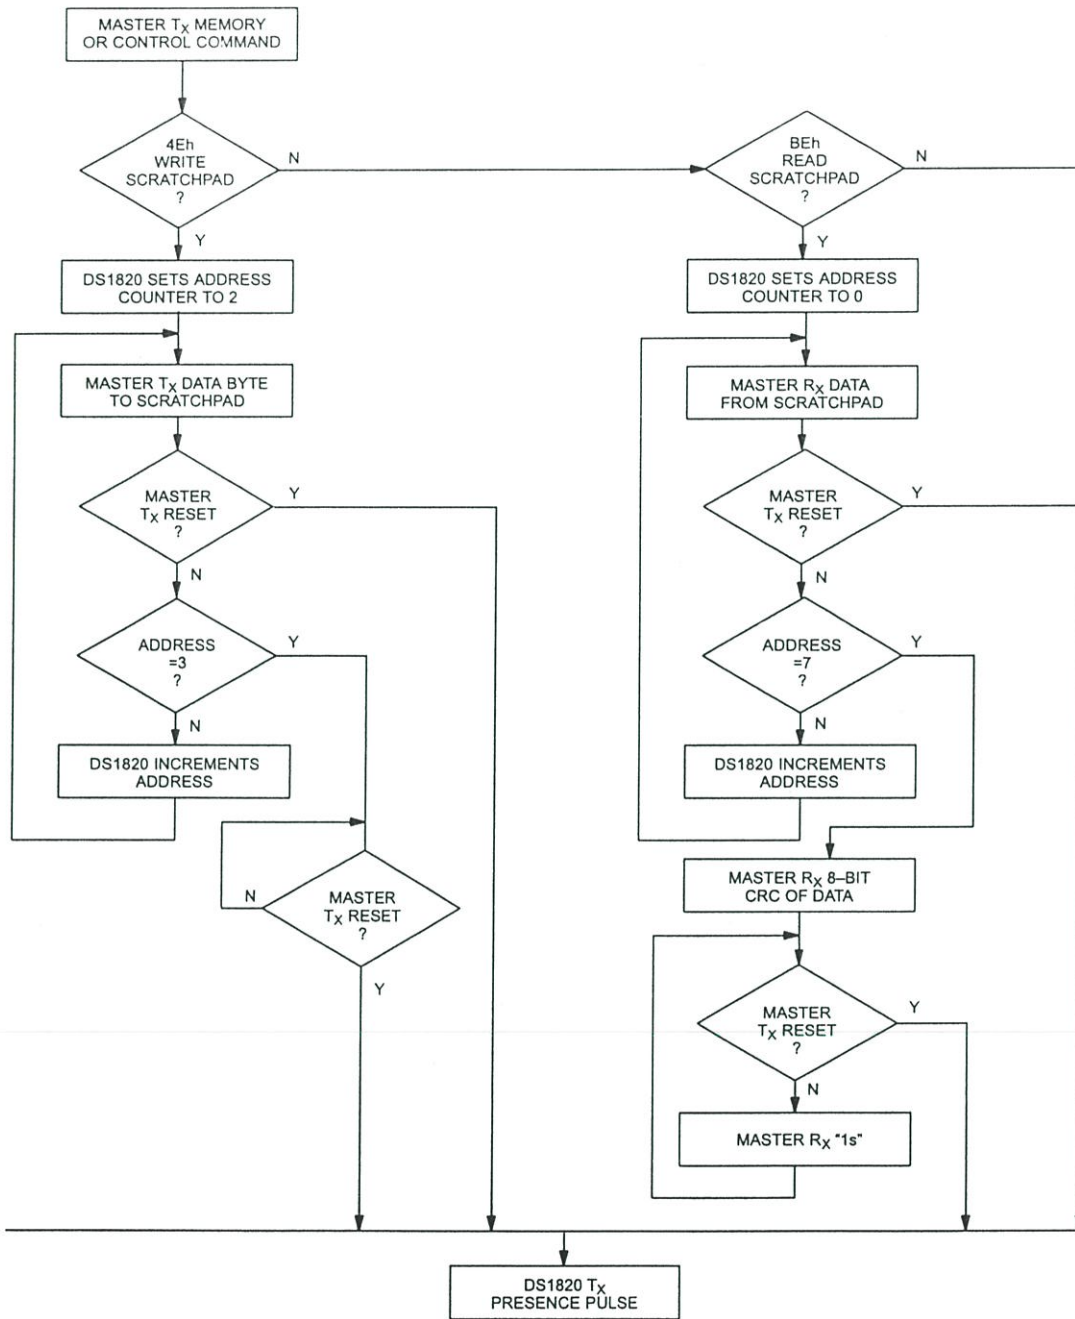 MASTER TX MEMORY
OR CONTROL COMMAND
4Eh
WRITE
SCRATCHPAD
?
N
Y
BEh
READ
SCRATCHPAD
?
N
Y
DS1820 SETS ADDRESS
COUNTER TO 2
DS1820 SETS ADDRESS
COUNTER TO 0
MASTER TX DATA BYTE
TO SCRATCHPAD
MASTER RX DATA
FROM SCRATCHPAD
MASTER
TX RESET
?
Y
N
MASTER
TX RESET
?
Y
N
ADDRESS
=3
?
Y
N
ADDRESS
=7
?
Y
N
DS1820 INCREMENTS
ADDRESS
DS1820 INCREMENTS
ADDRESS
N
MASTER
TX RESET
?
Y
MASTER RX 8–BIT
CRC OF DATA
MASTER
TX RESET
?
Y
N
MASTER RX "1s"
DS1820 TX
PRESENCE PULSE